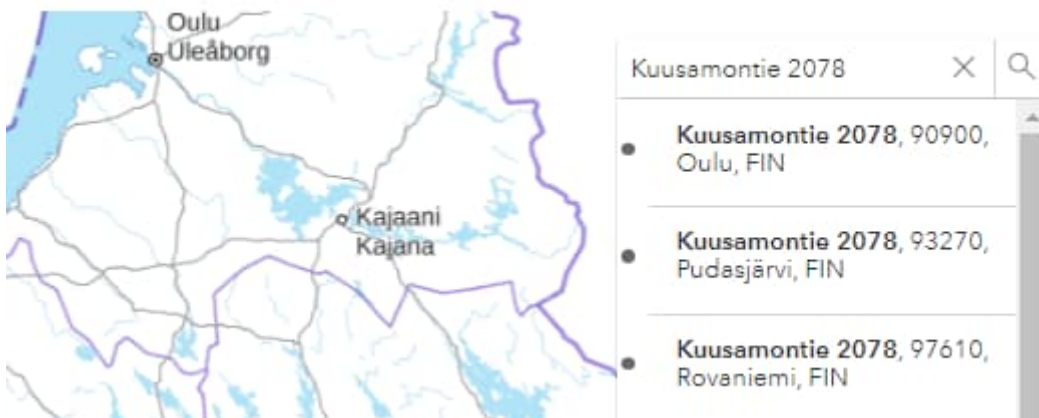 Oulu
Uleåborg
Kajaani
Kajana
Kuusamontie 2078
Kuusamontie 2078, 90900,
Oulu, FIN
Kuusamontie 2078, 93270,
Pudasjärvi, FIN
Kuusamontie 2078, 97610,
Rovaniemi, FIN